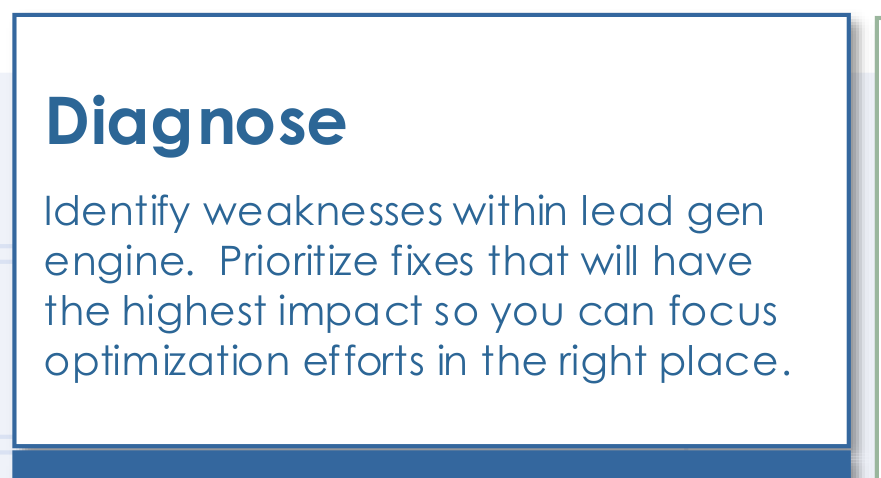 Diagnose
Identify weaknesses within lead gen
engine.  Prioritize fixes that will have
the highest impact so you can focus
optimization efforts in the right place.